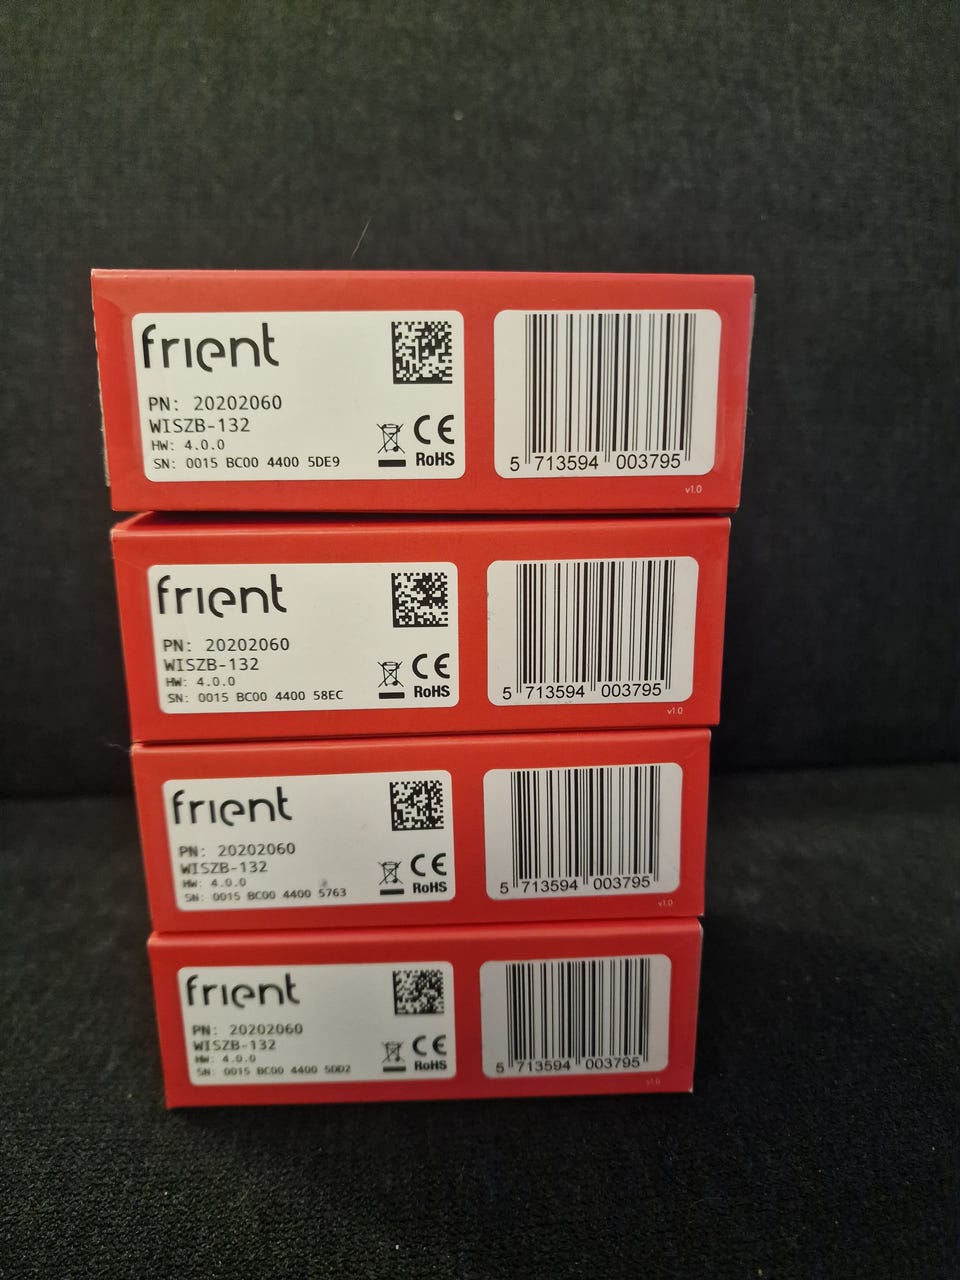 frient
PN: 20202060
WISZB-132
HW: 4.0.0
SN: 0015 BC00 4400 5DE9
CE
RoHS
5 713594 003795
v1.0
frient
PN: 20202060
WISZB-132
HW: 4.0.0
SN: 0015 BC00 4400 58EC
CE
RoHS
5 713594 003795
v1.0
frient
PN: 20202060
WISZB-132
HW: 4.0.0
SN: 0015 BC00 4400 5763
CE
RoHS
5 713594 003795
v1.0
frient
PN: 20202060
WISZB-132
HW: 4.0.0
SN: 0015 BC00 4400 5DD2
CE
RoHS
5 713594 003795
v1.0